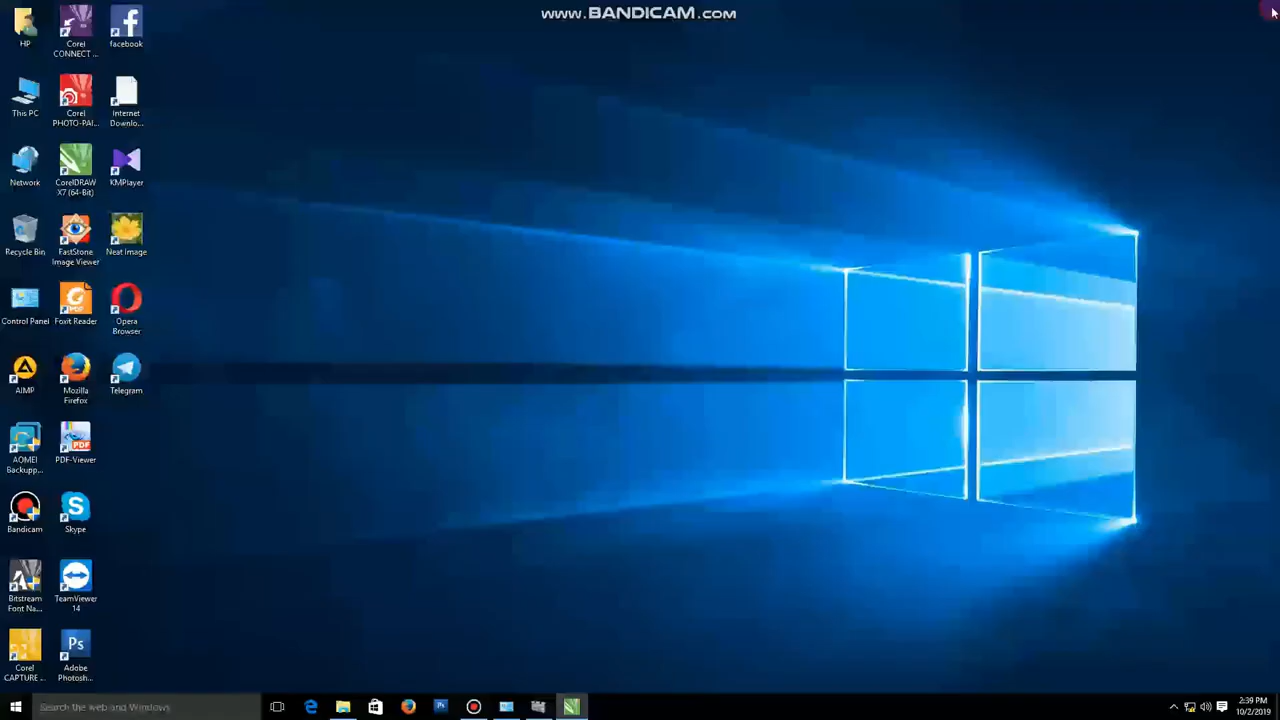 www.BANDICAM.com
HP
Corel
CONNECT ...
facebook
This PC
Corel
PHOTO-PAI...
Internet
Downlo...
Network
CorelDRAW
X7 (64-Bit)
KMPlayer
Recycle Bin
FastStone
Image Viewer
Neat Image
Control Panel
Foxit Reader
Opera
Browser
AIMP
Mozilla
Firefox
Telegram
AOMEI
Backupp...
PDF-Viewer
Bandicam
Skype
Bitstream
Font Na...
TeamViewer
14
Corel
CAPTURE ...
Adobe
Photosh...
Search the web and Windows
2:39 PM
10/2/2019